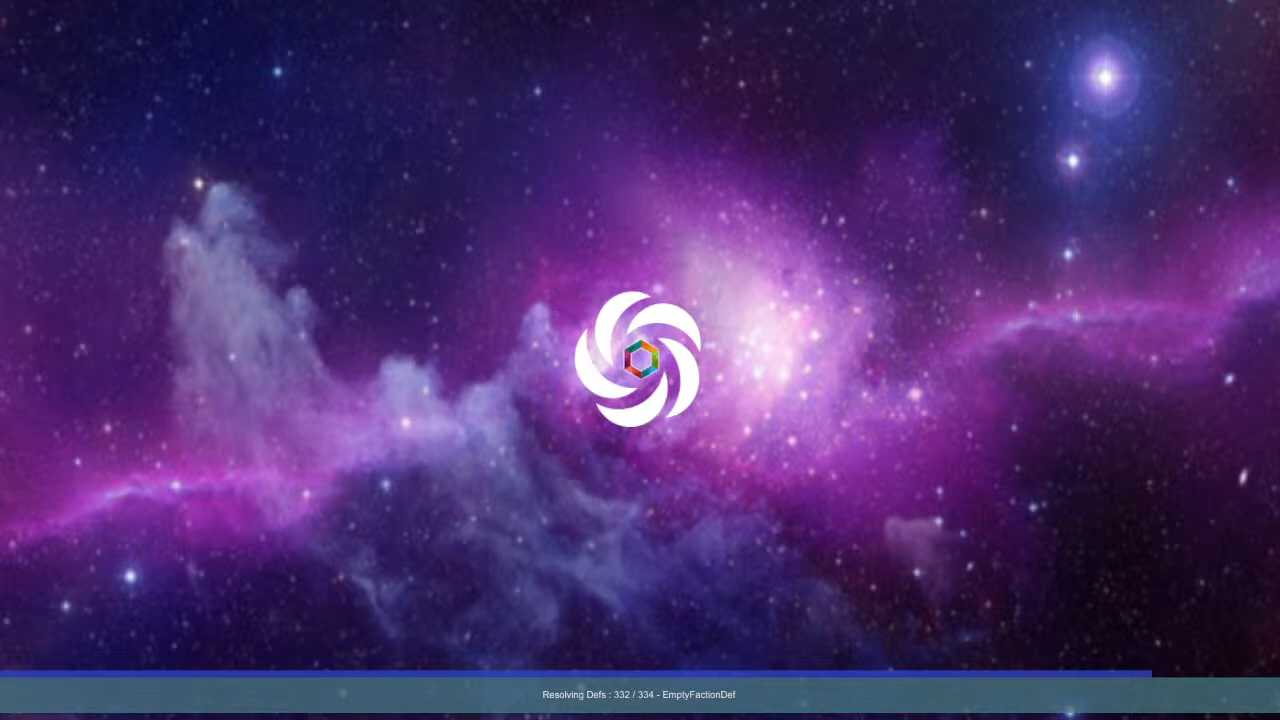 Resolving Defs : 332 / 334 - EmptyFactionDef